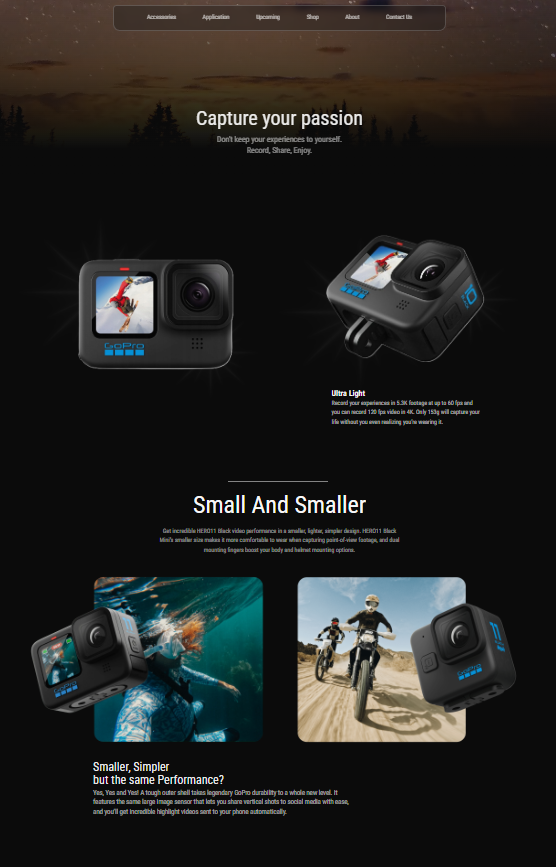 Accessories Application Upcoming Shop About Contact Us
Capture your passion
Don't keep your experiences to yourself.
Record, Share, Enjoy.
GoPro
GoPro
10
Ultra Light
Record your experiences in 5.3K footage at up to 60 fps and
you can record 120 fps video in 4K. Only 153g will capture your
life without you even realizing you're wearing it.
Small And Smaller
Get incredible HERO11 Black video performance in a smaller, lighter, simpler design. HERO11 Black
Mini's smaller size makes it more comfortable to wear when capturing point-of-view footage, and dual
mounting fingers boost your body and helmet mounting options.
GoPro
GoPro
Smaller, Simpler
but the same Performance?
Yes, Yes and Yes! A tough outer shell takes legendary GoPro durability to a whole new level. It
features the same large image sensor that lets you share vertical shots to social media with ease,
and you'll get incredible highlight videos sent to your phone automatically.